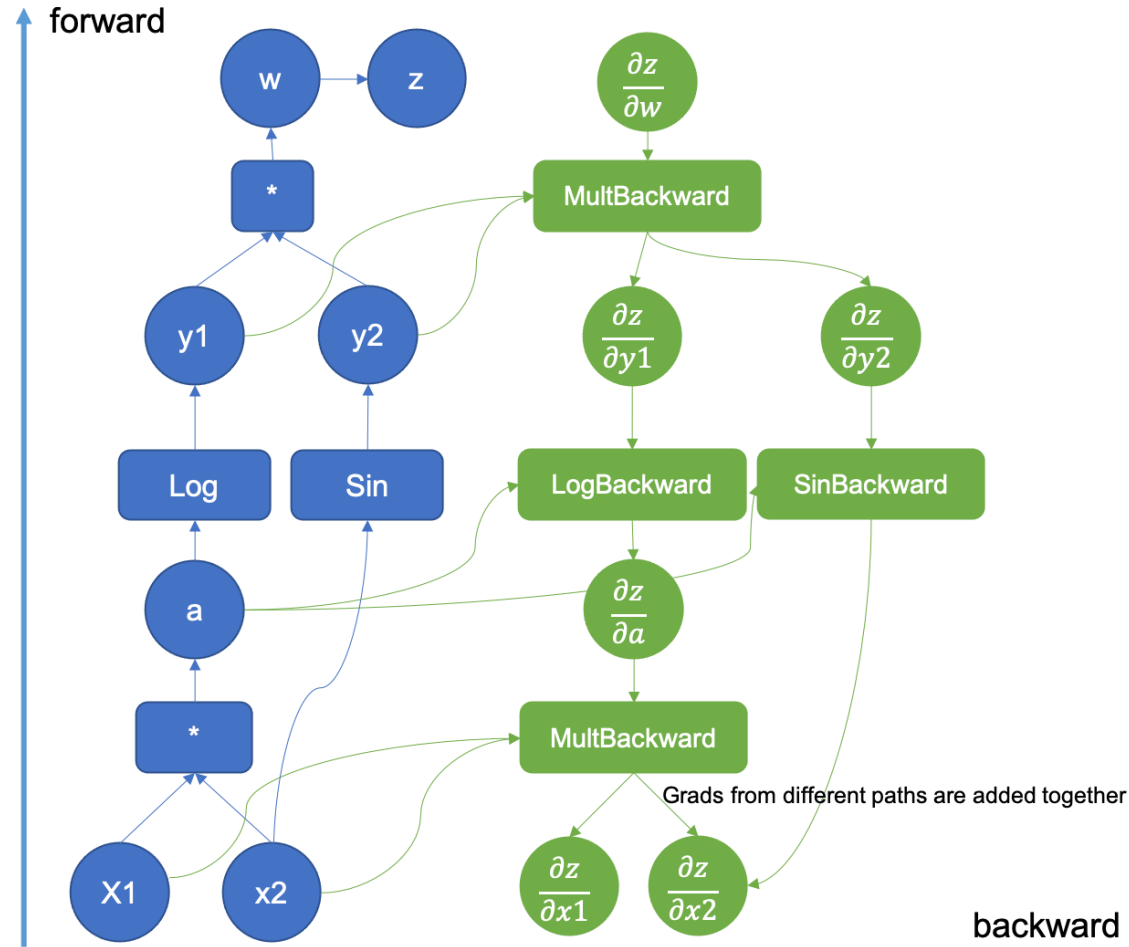 forward
w
z
∂z
∂w
*
MultBackward
y1
y2
∂z
∂y1
∂z
∂y2
Log
Sin
LogBackward
SinBackward
a
∂z
∂a
*
MultBackward
Grads from different paths are added together
X1
x2
∂z
∂x1
∂z
∂x2
backward